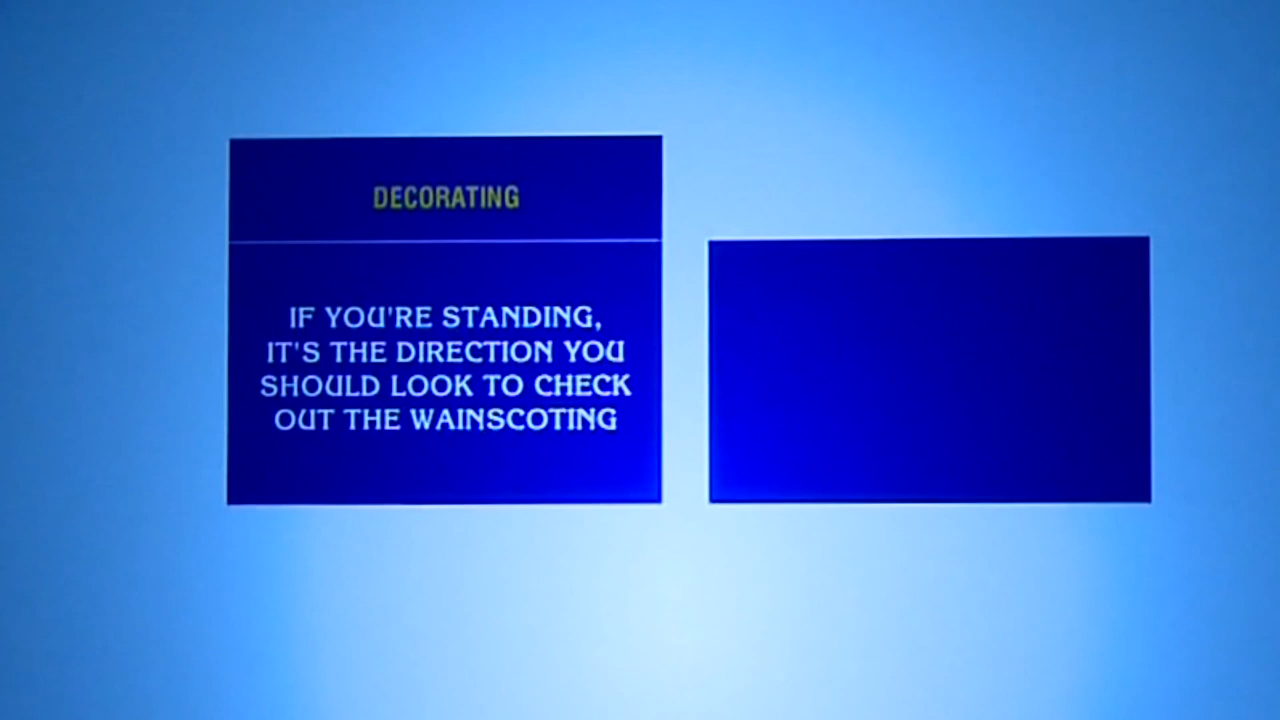 DECORATING
IF YOU'RE STANDING,
IT'S THE DIRECTION YOU
SHOULD LOOK TO CHECK
OUT THE WAINSCOTING